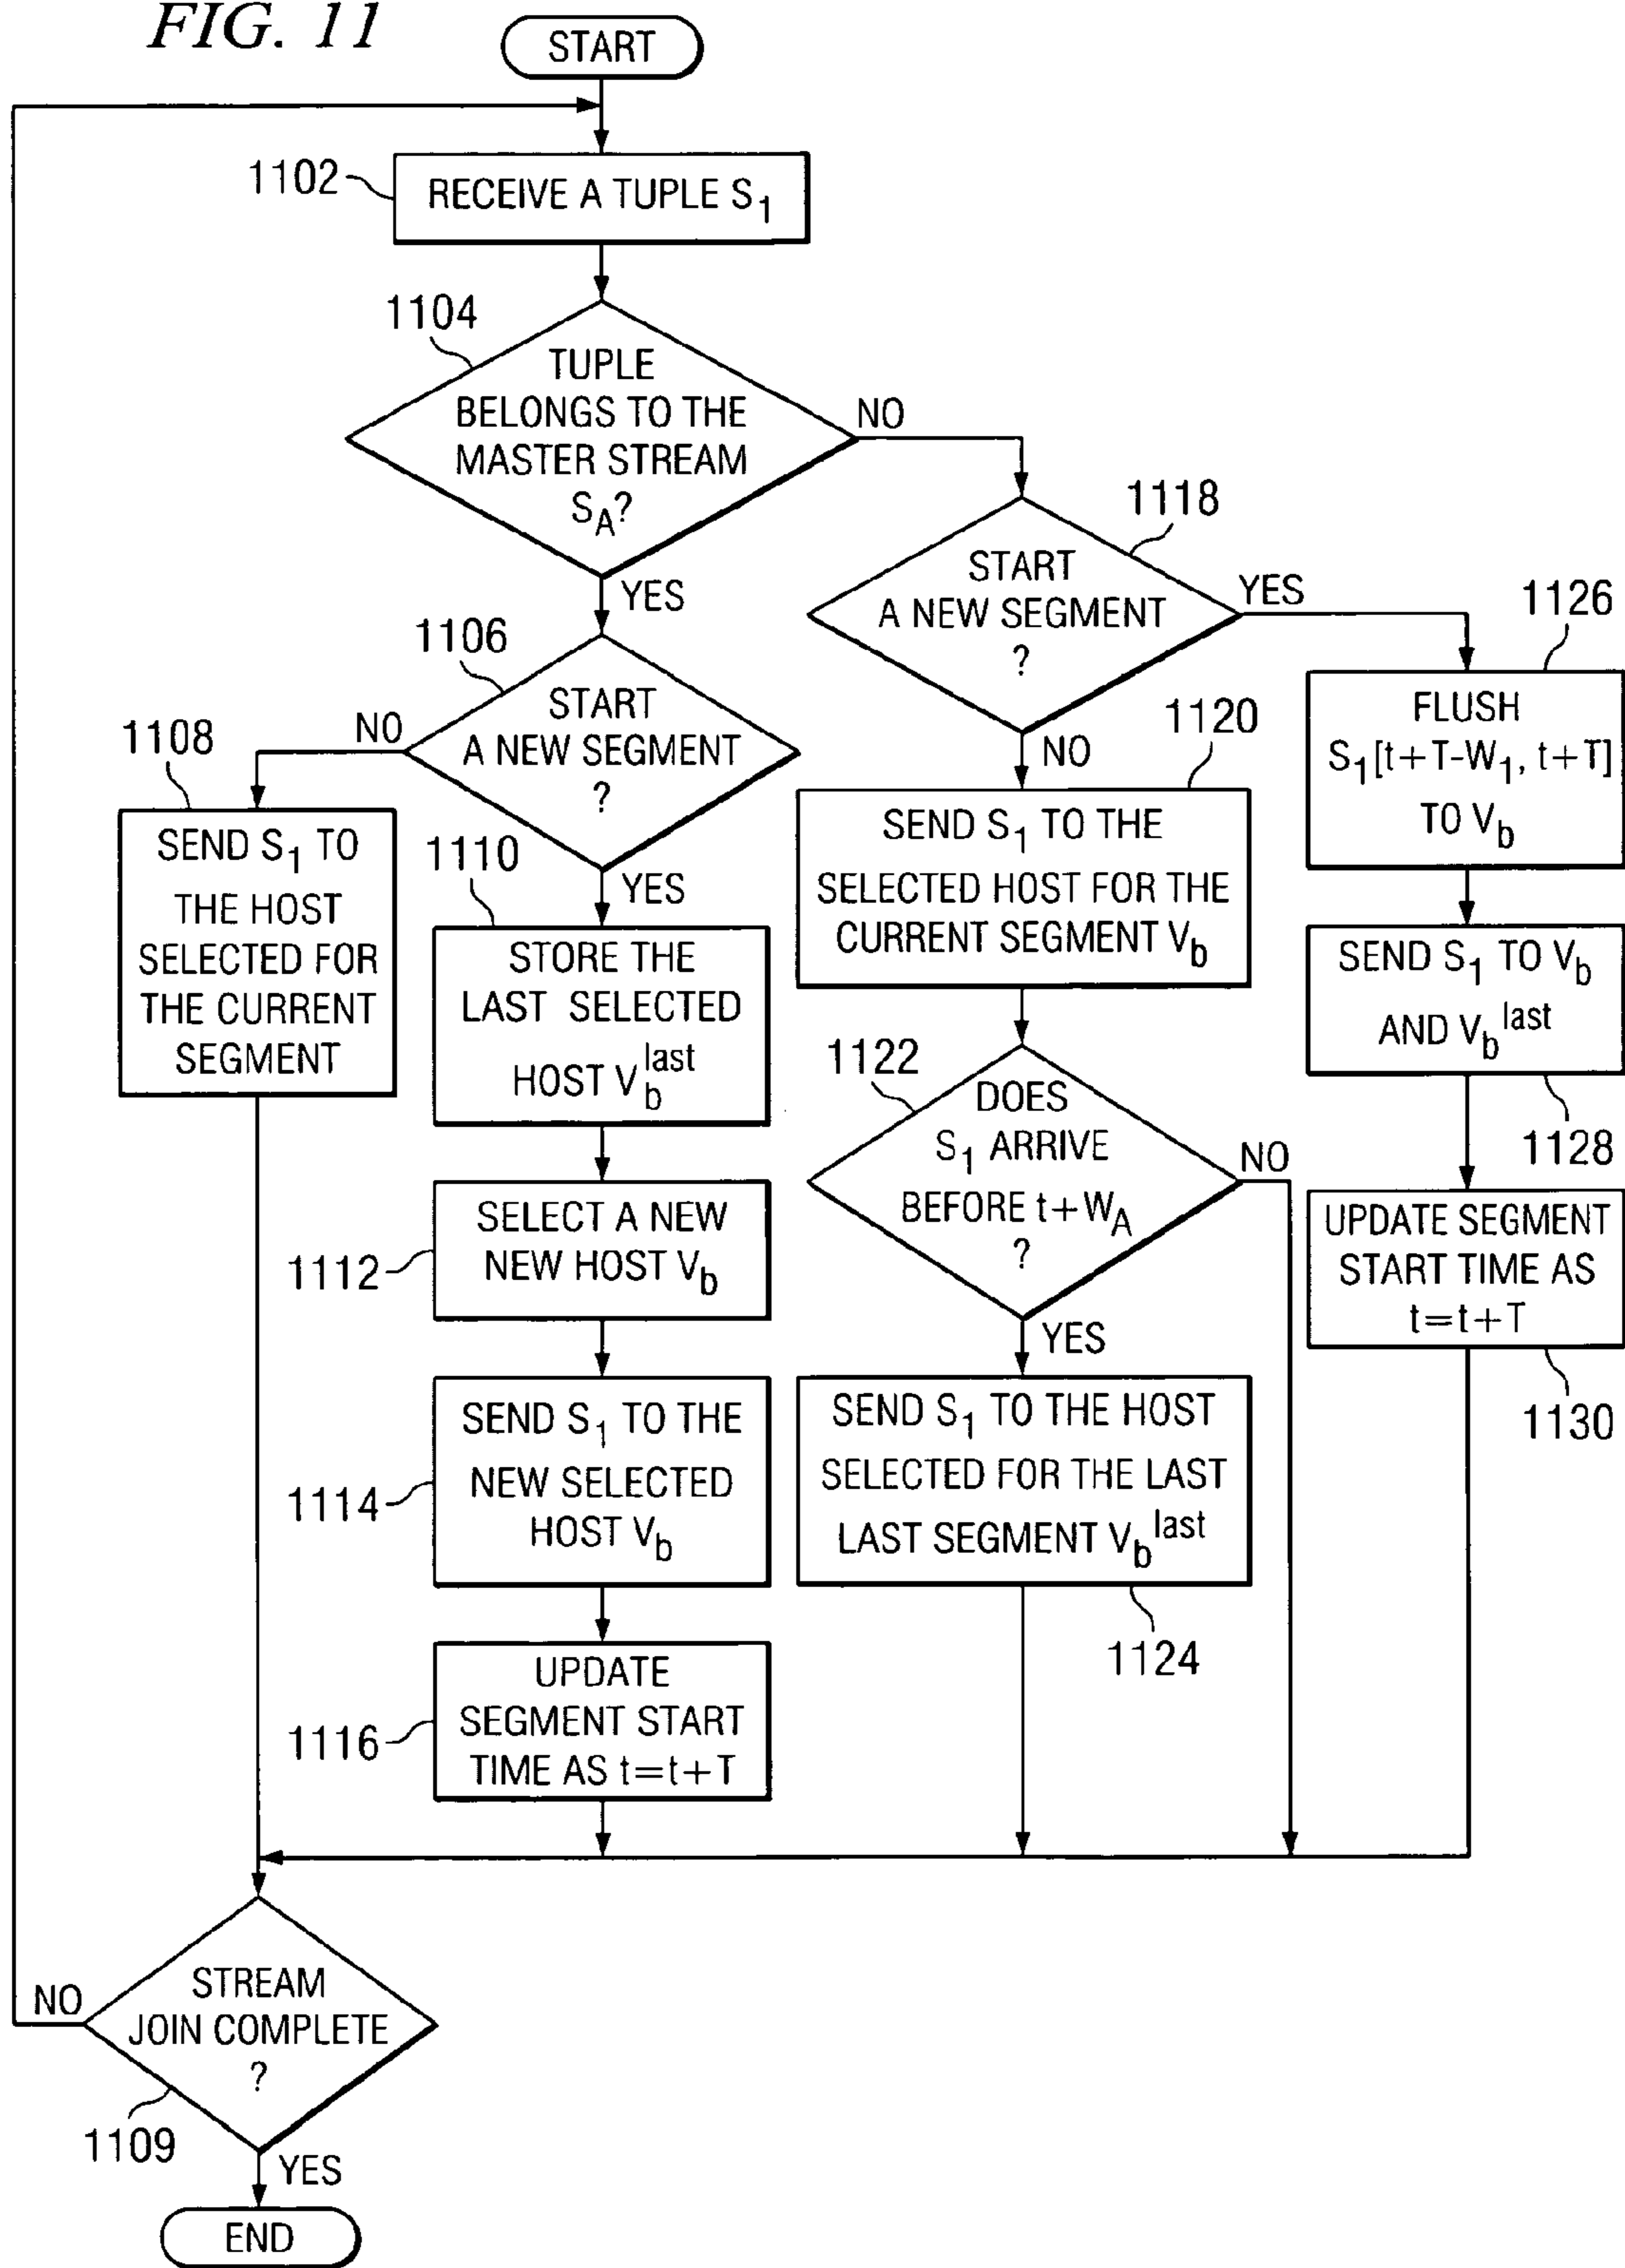 FIG. 11
START
1102
RECEIVE A TUPLE S1
1104
TUPLE
BELONGS TO THE
MASTER STREAM
SA?
NO
YES
1106
START
A NEW SEGMENT
?
NO
YES
1108
SEND S1 TO
THE HOST
SELECTED FOR
THE CURRENT
SEGMENT
1110
STORE THE
LAST SELECTED
HOST Vb last
1112
SELECT A NEW
NEW HOST Vb
1114
SEND S1 TO THE
NEW SELECTED
HOST Vb
1116
UPDATE
SEGMENT START
TIME AS t=t+T
1118
START
A NEW SEGMENT
?
YES
NO
1120
SEND S1 TO THE
SELECTED HOST FOR THE
CURRENT SEGMENT Vb
1122
DOES
S1 ARRIVE
BEFORE t+WA
?
NO
YES
SEND S1 TO THE HOST
SELECTED FOR THE LAST
LAST SEGMENT Vb last
1124
1126
FLUSH
S1[t+T-W1, t+T]
TO Vb
SEND S1 TO Vb
AND Vb last
1128
UPDATE SEGMENT
START TIME AS
t=t+T
1130
STREAM
JOIN COMPLETE
?
NO
1109
YES
END